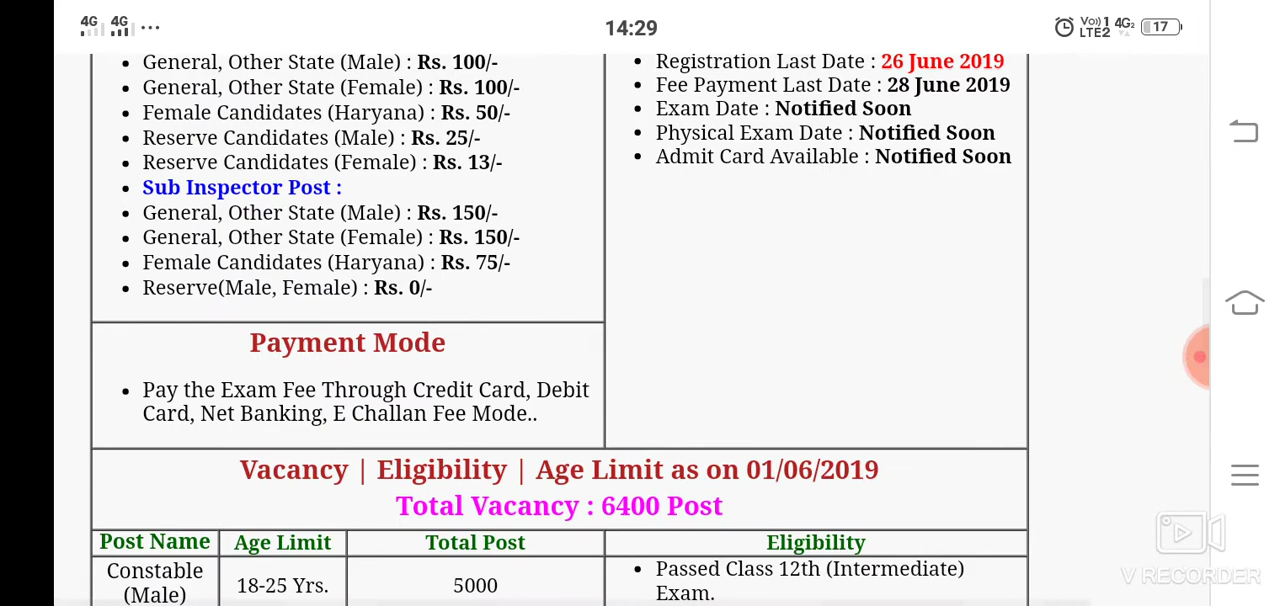 4G 4G ...
14:29
Vo)) 1 4G2
LTE2
17
General, Other State (Male) : Rs. 100/-
General, Other State (Female) : Rs. 100/-
Female Candidates (Haryana) : Rs. 50/-
Reserve Candidates (Male) : Rs. 25/-
Reserve Candidates (Female) : Rs. 13/-
Sub Inspector Post :
General, Other State (Male) : Rs. 150/-
General, Other State (Female) : Rs. 150/-
Female Candidates (Haryana) : Rs. 75/-
Reserve(Male, Female) : Rs. 0/-
Registration Last Date : 26 June 2019
Fee Payment Last Date : 28 June 2019
Exam Date : Notified Soon
Physical Exam Date : Notified Soon
Admit Card Available : Notified Soon
Payment Mode
Pay the Exam Fee Through Credit Card, Debit
Card, Net Banking, E Challan Fee Mode..
Vacancy | Eligibility | Age Limit as on 01/06/2019
Total Vacancy : 6400 Post
Post Name Age Limit Total Post Eligibility
Constable
(Male)
18-25 Yrs.
5000
Passed Class 12th (Intermediate)
Exam.
V RECORDER